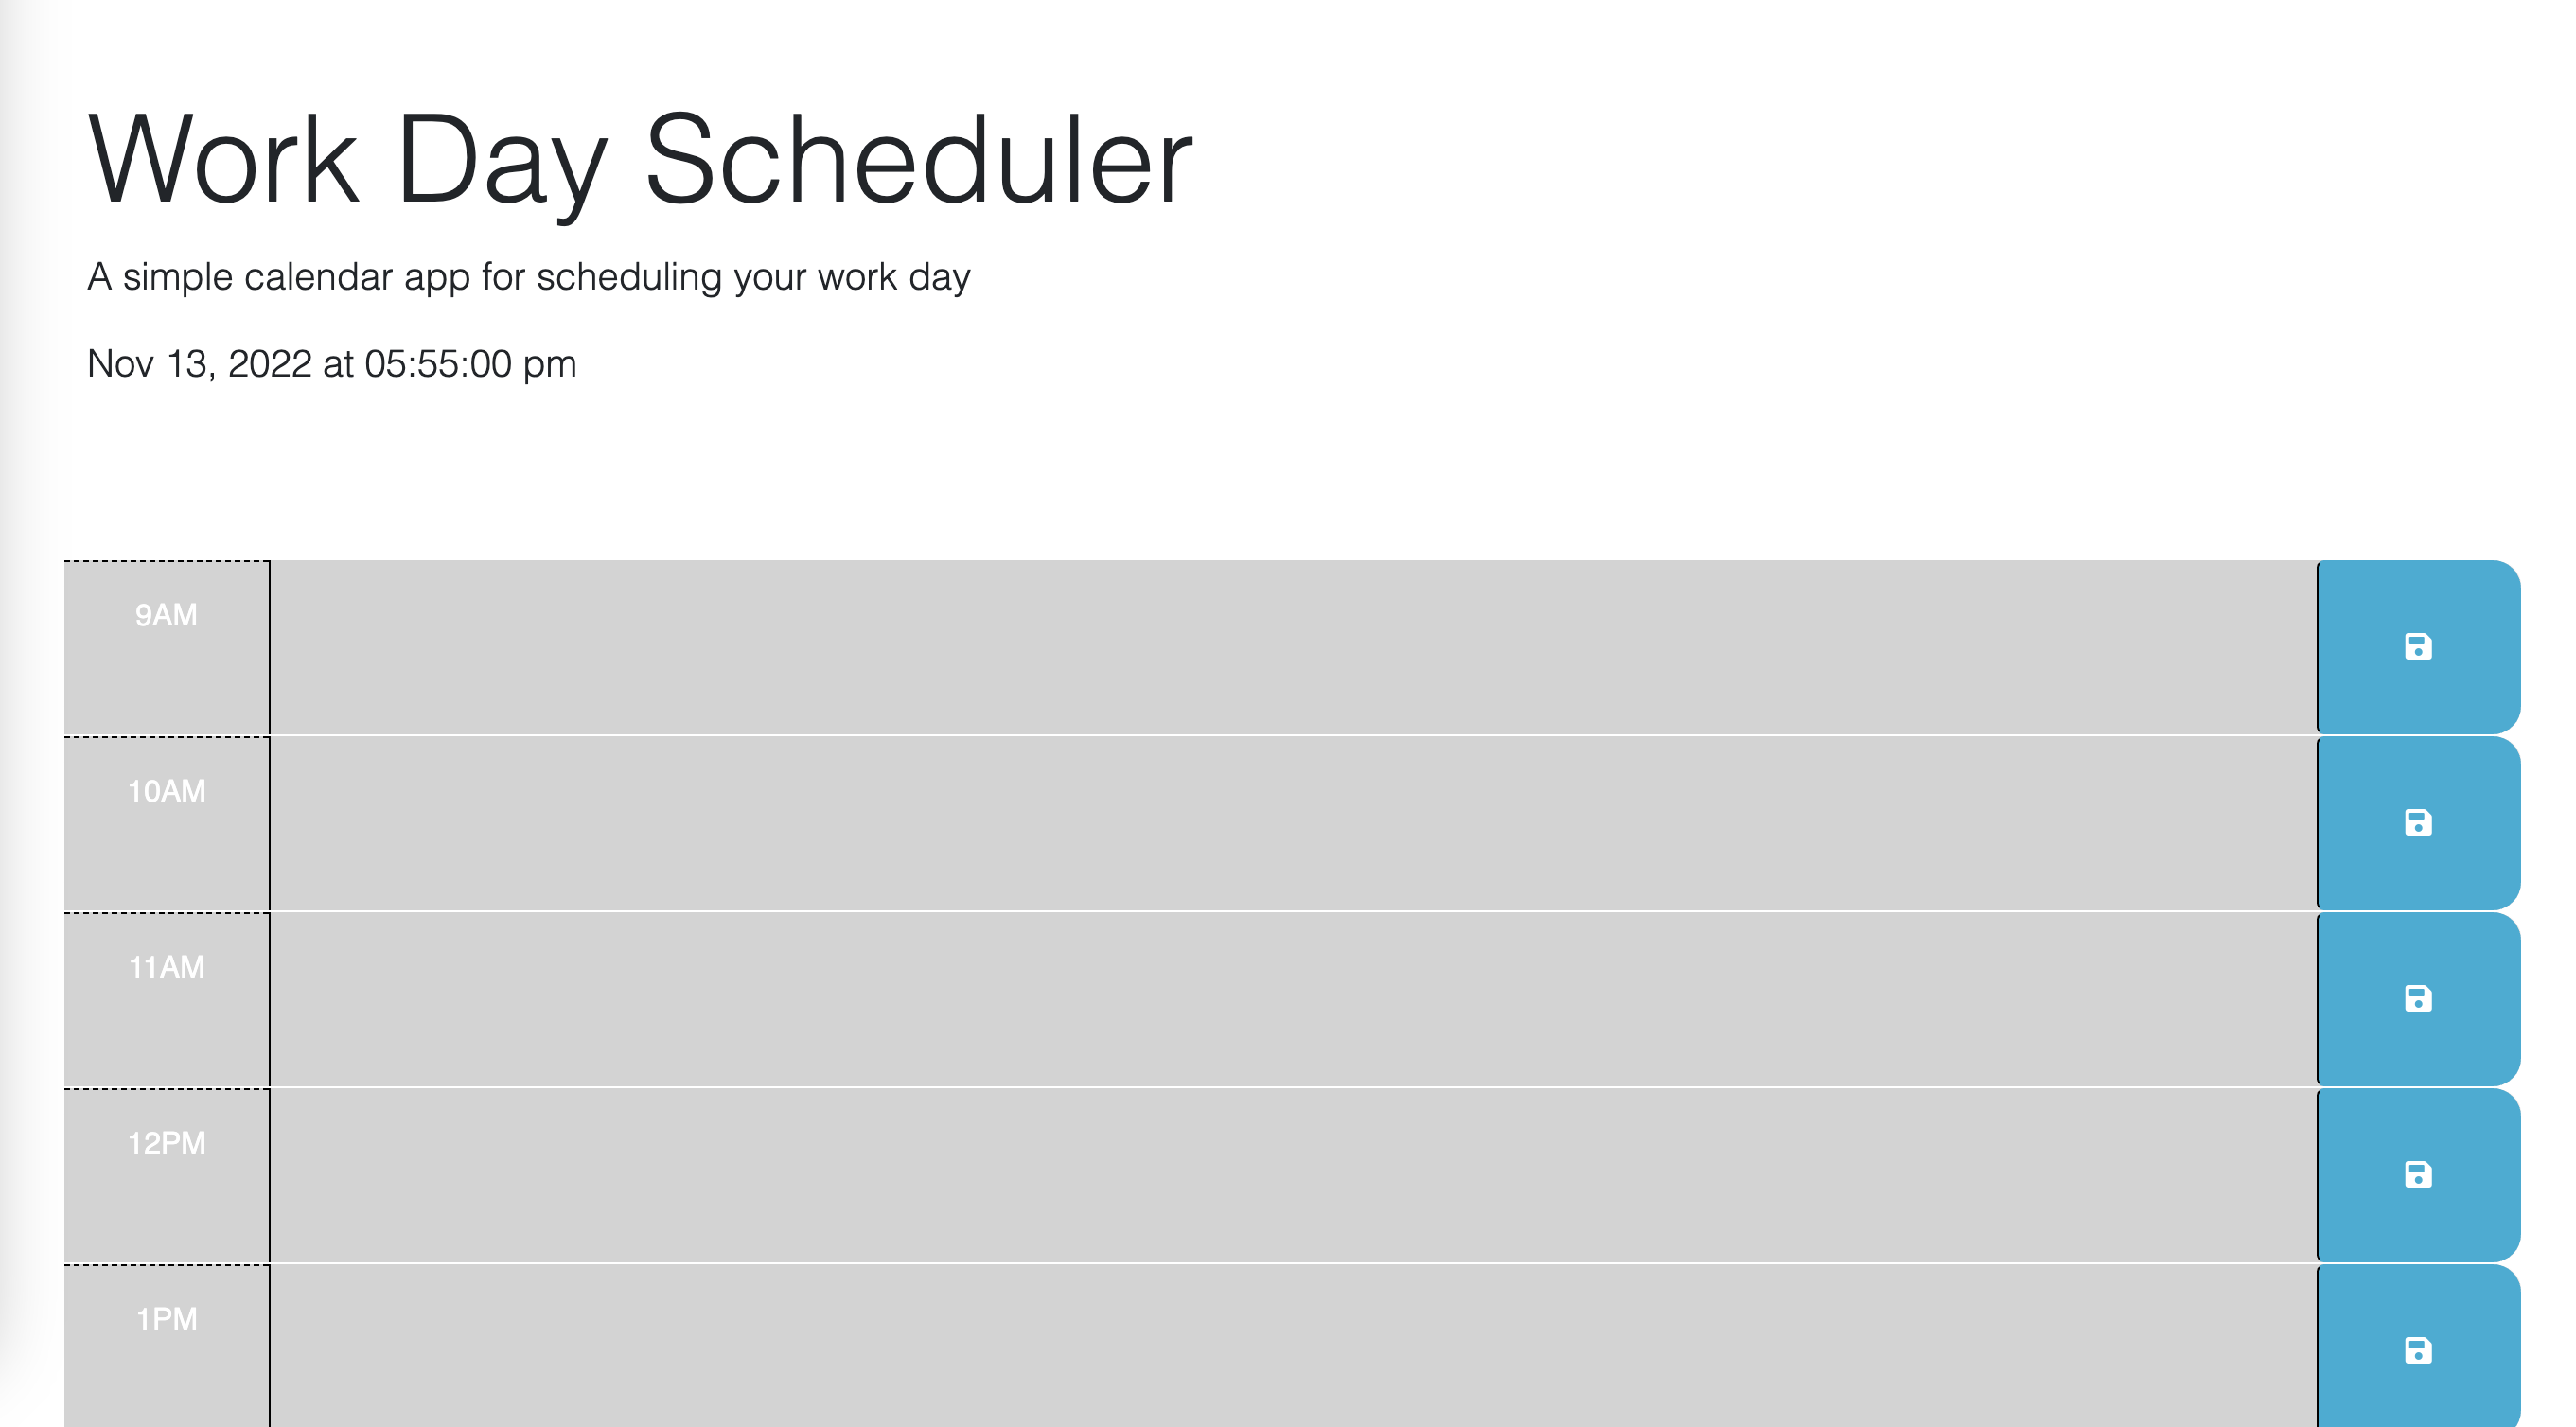 Work Day Scheduler
A simple calendar app for scheduling your work day
Nov 13, 2022 at 05:55:00 pm
9AM
10AM
11AM
12PM
1PM